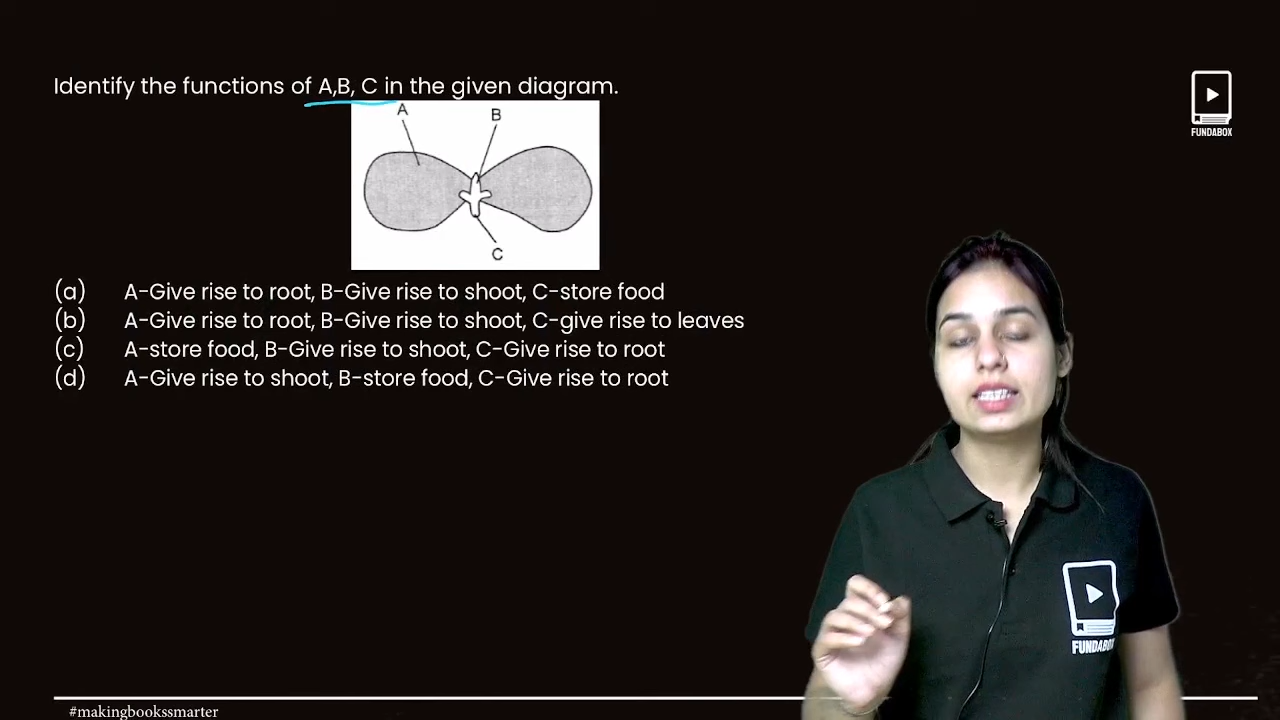 Identify the functions of A,B, C in the given diagram.
FUNDABOX
A
B
C
(a) A-Give rise to root, B-Give rise to shoot, C-store food
(b) A-Give rise to root, B-Give rise to shoot, C-give rise to leaves
(c) A-store food, B-Give rise to shoot, C-Give rise to root
(d) A-Give rise to shoot, B-store food, C-Give rise to root
FUNDABOX
#makingbookssmarter